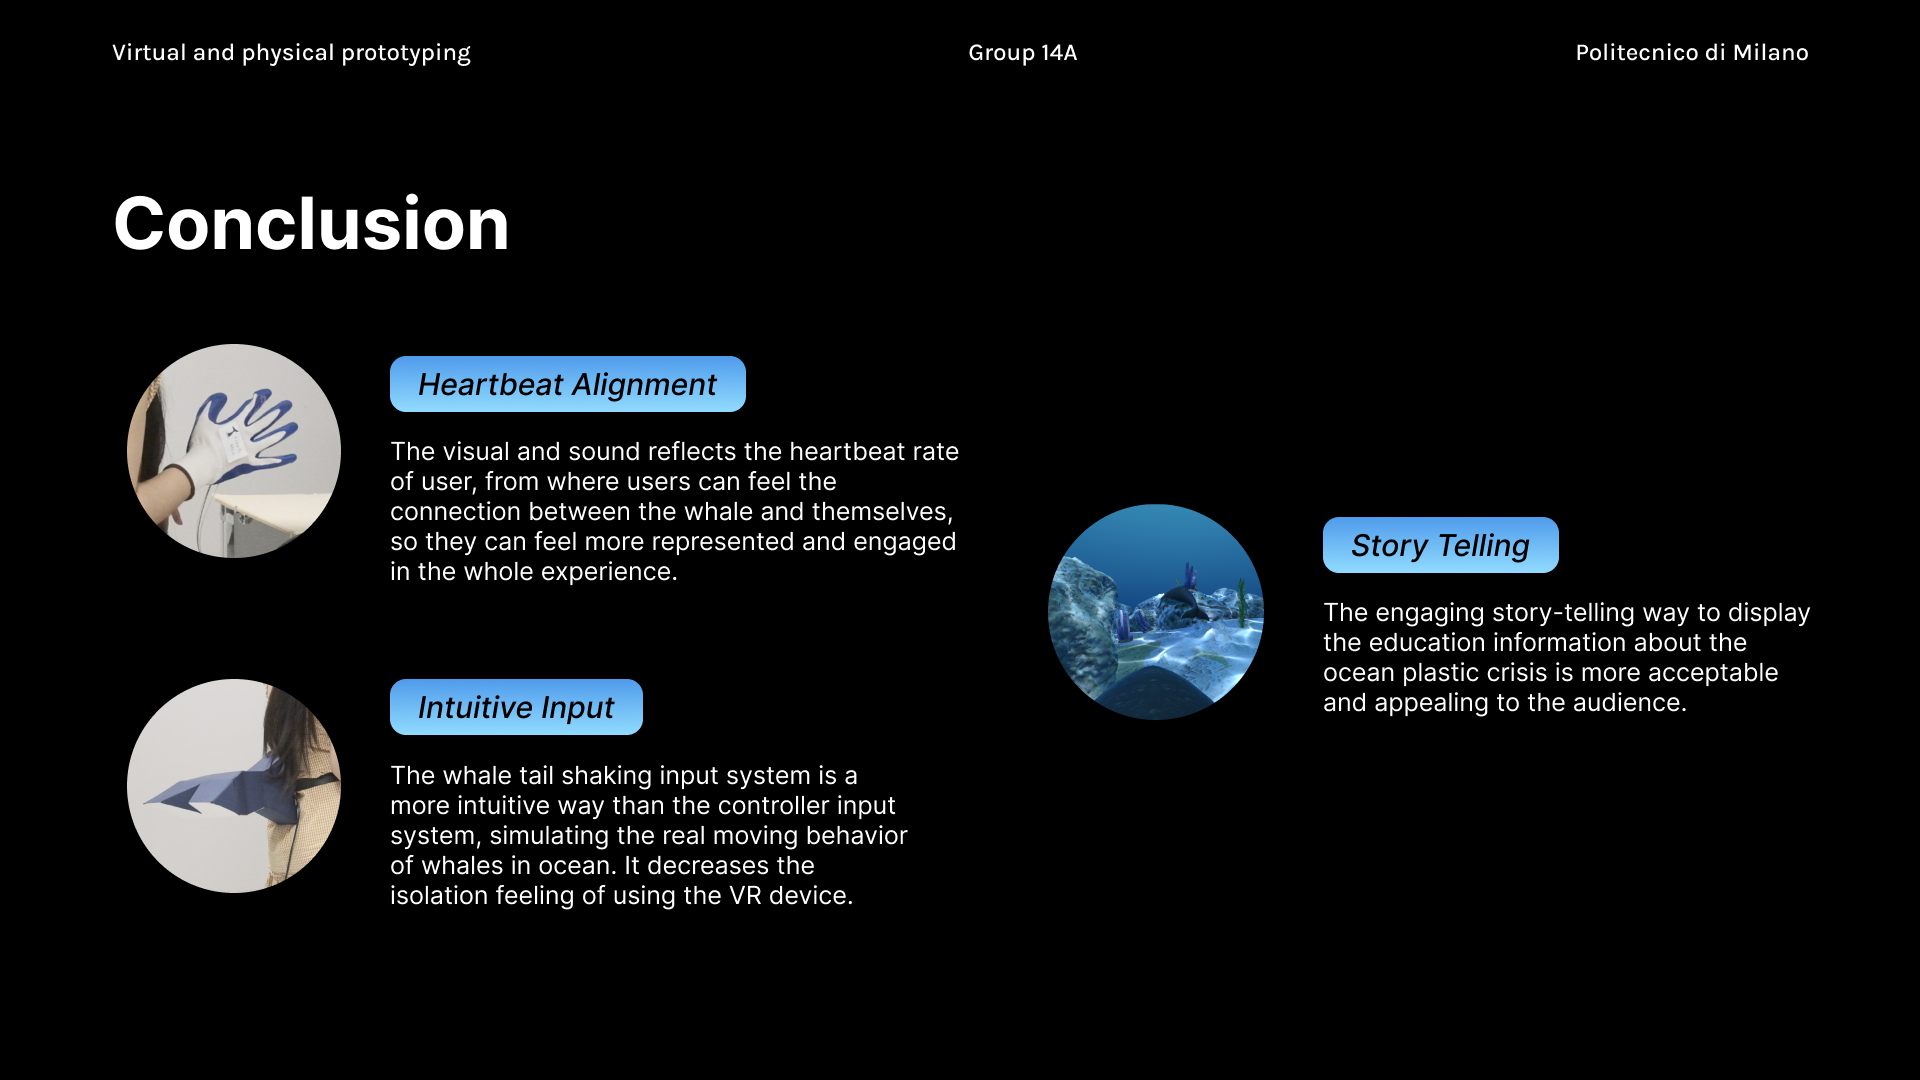 Virtual and physical prototyping
Group 14A
Politecnico di Milano
Conclusion
Heartbeat Alignment
The visual and sound reflects the heartbeat rate
of user, from where users can feel the
connection between the whale and themselves,
so they can feel more represented and engaged
in the whole experience.
Intuitive Input
The whale tail shaking input system is a
more intuitive way than the controller input
system, simulating the real moving behavior
of whales in ocean. It decreases the
isolation feeling of using the VR device.
Story Telling
The engaging story-telling way to display
the education information about the
ocean plastic crisis is more acceptable
and appealing to the audience.